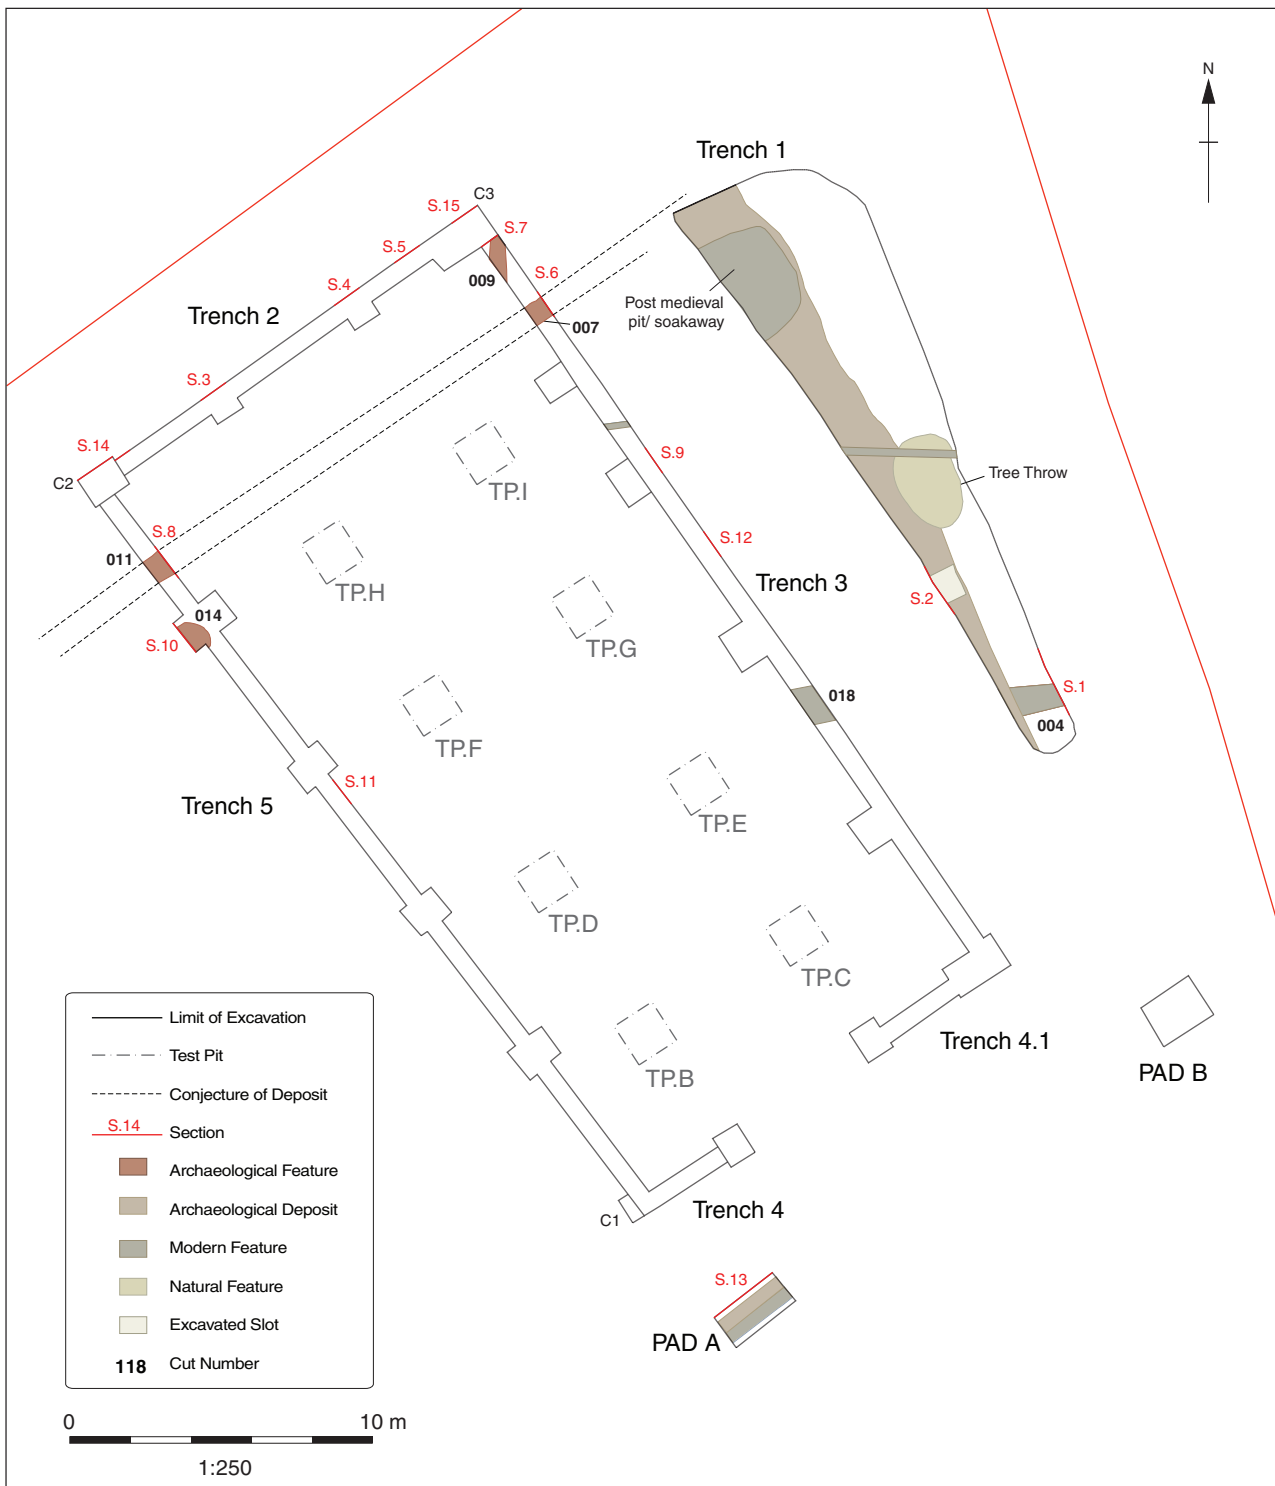 N
Trench 1
C3
S.15
S.7
S.5
S.6
009
S.4
Post medieval
pit/ soakaway
Trench 2
007
S.3
S.14
S.9
C2
TP.I
Tree Throw
S.8
S.12
011
TP.H
Trench 3
014
S.2
S.10
TP.G
S.1
018
004
TP.F
S.11
Trench 5
TP.E
TP.D
TP.C
Limit of Excavation
Test Pit
Conjecture of Deposit
S.14 Section
Archaeological Feature
Archaeological Deposit
Modern Feature
Natural Feature
Excavated Slot
118 Cut Number
Trench 4.1
PAD B
TP.B
C1
Trench 4
S.13
PAD A
0 10 m
1:250